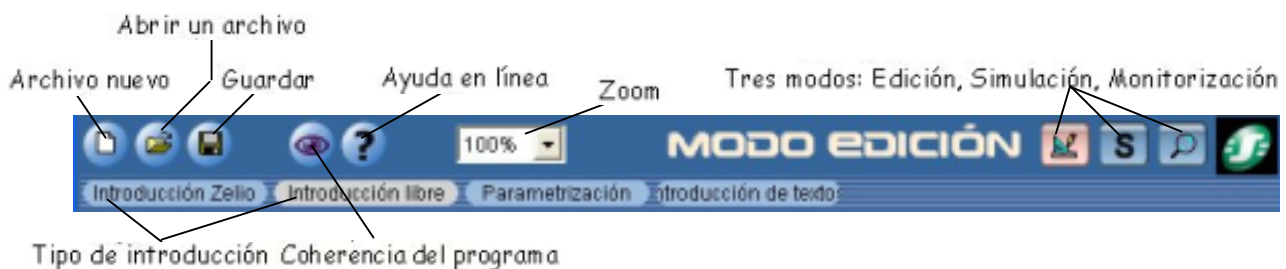 Abrir un archivo
Archivo nuevo
Guardar
Ayuda en línea
Zoom
Tres modos: Edición, Simulación, Monitorización
100%
MODO EDICIÓN
S
Introducción Zelio
Introducción libre
Parametrización
ntroducción de texto
Tipo de introducción
Coherencia del programa